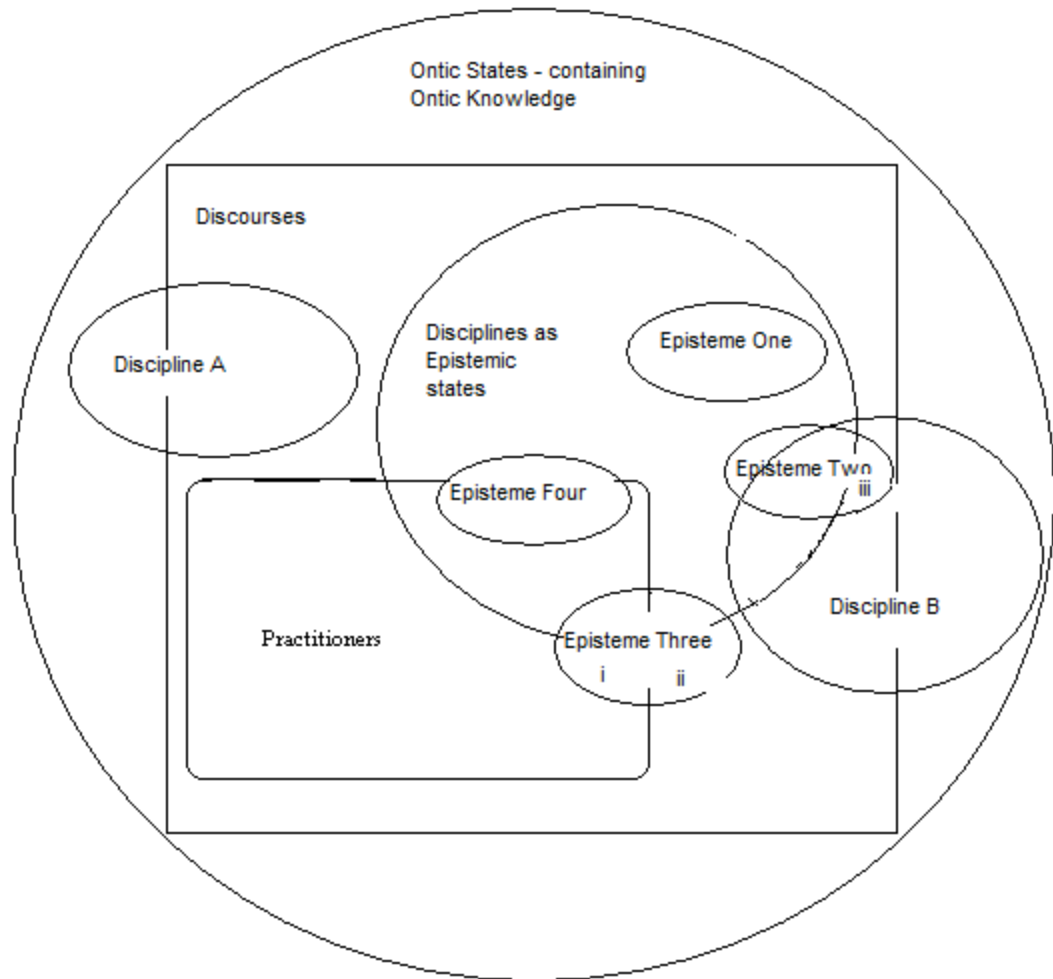 Ontic States - containing
Ontic Knowledge
Discourses
Disciplines as
Epistemic
states
Episteme One
Discipline A
Episteme Two
iii
Episteme Four
Discipline B
Practitioners
Episteme Three
i
ii